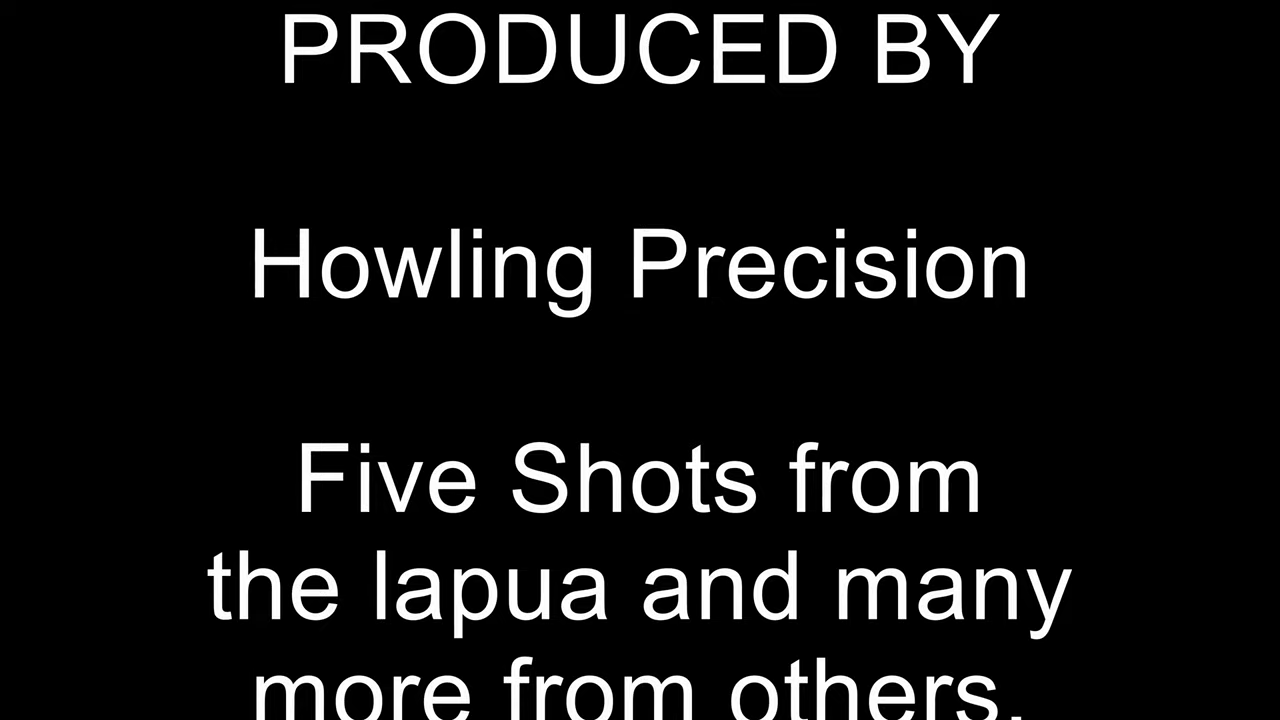 PRODUCED BY
Howling Precision
Five Shots from
the lapua and many
more from others.